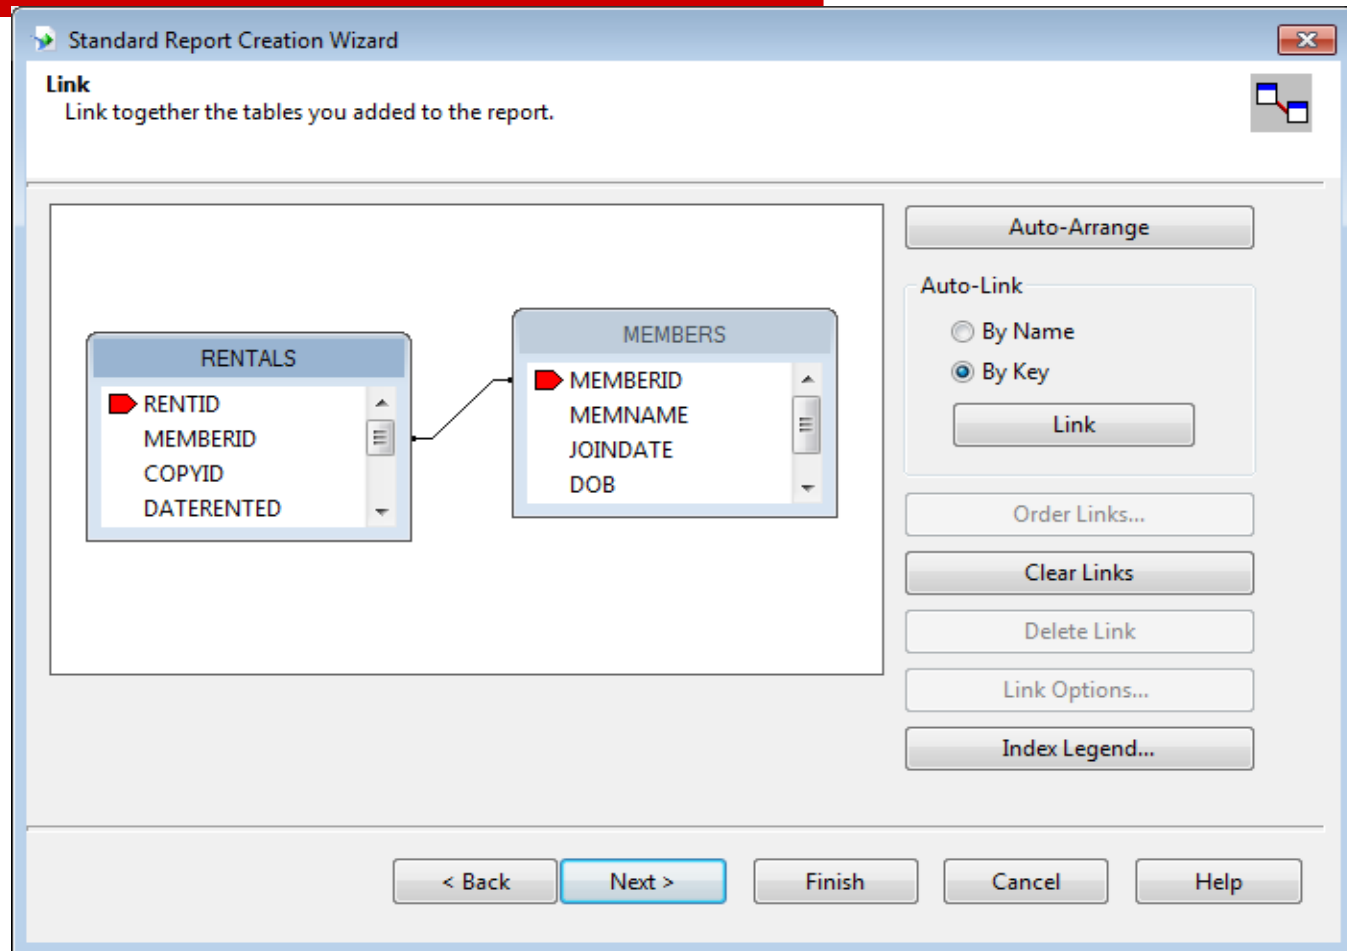 Standard Report Creation Wizard
Link
Link together the tables you added to the report.
RENTALS
RENTID
MEMBERID
COPYID
DATERENTED
MEMBERS
MEMBERID
MEMNAME
JOINDATE
DOB
Auto-Arrange
Auto-Link
By Name
By Key
Link
Order Links...
Clear Links
Delete Link
Link Options...
Index Legend...
< Back
Next >
Finish
Cancel
Help